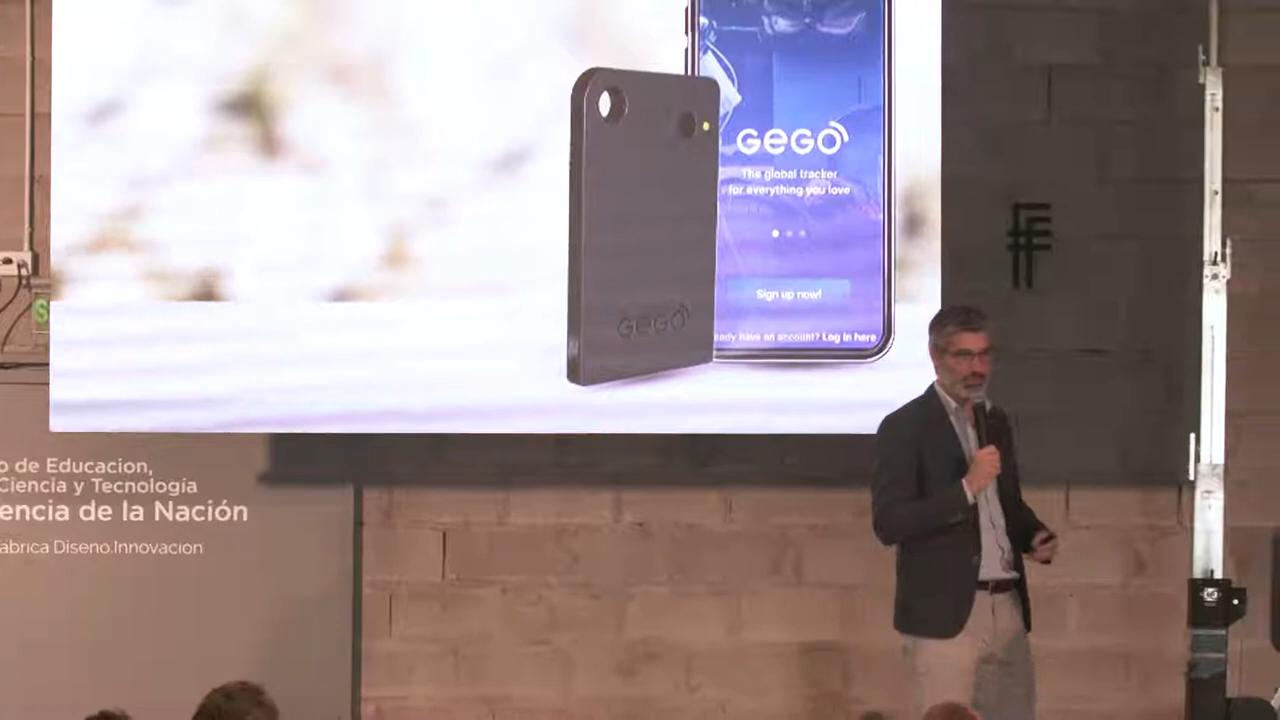 GEGO
The global tracker
for everything you love
Sign up now!
eady have an account? Log in here
GEGO
o de Educacion,
Ciencia y Tecnología
encia de la Nación
abrica Diseno.Innovacion
S